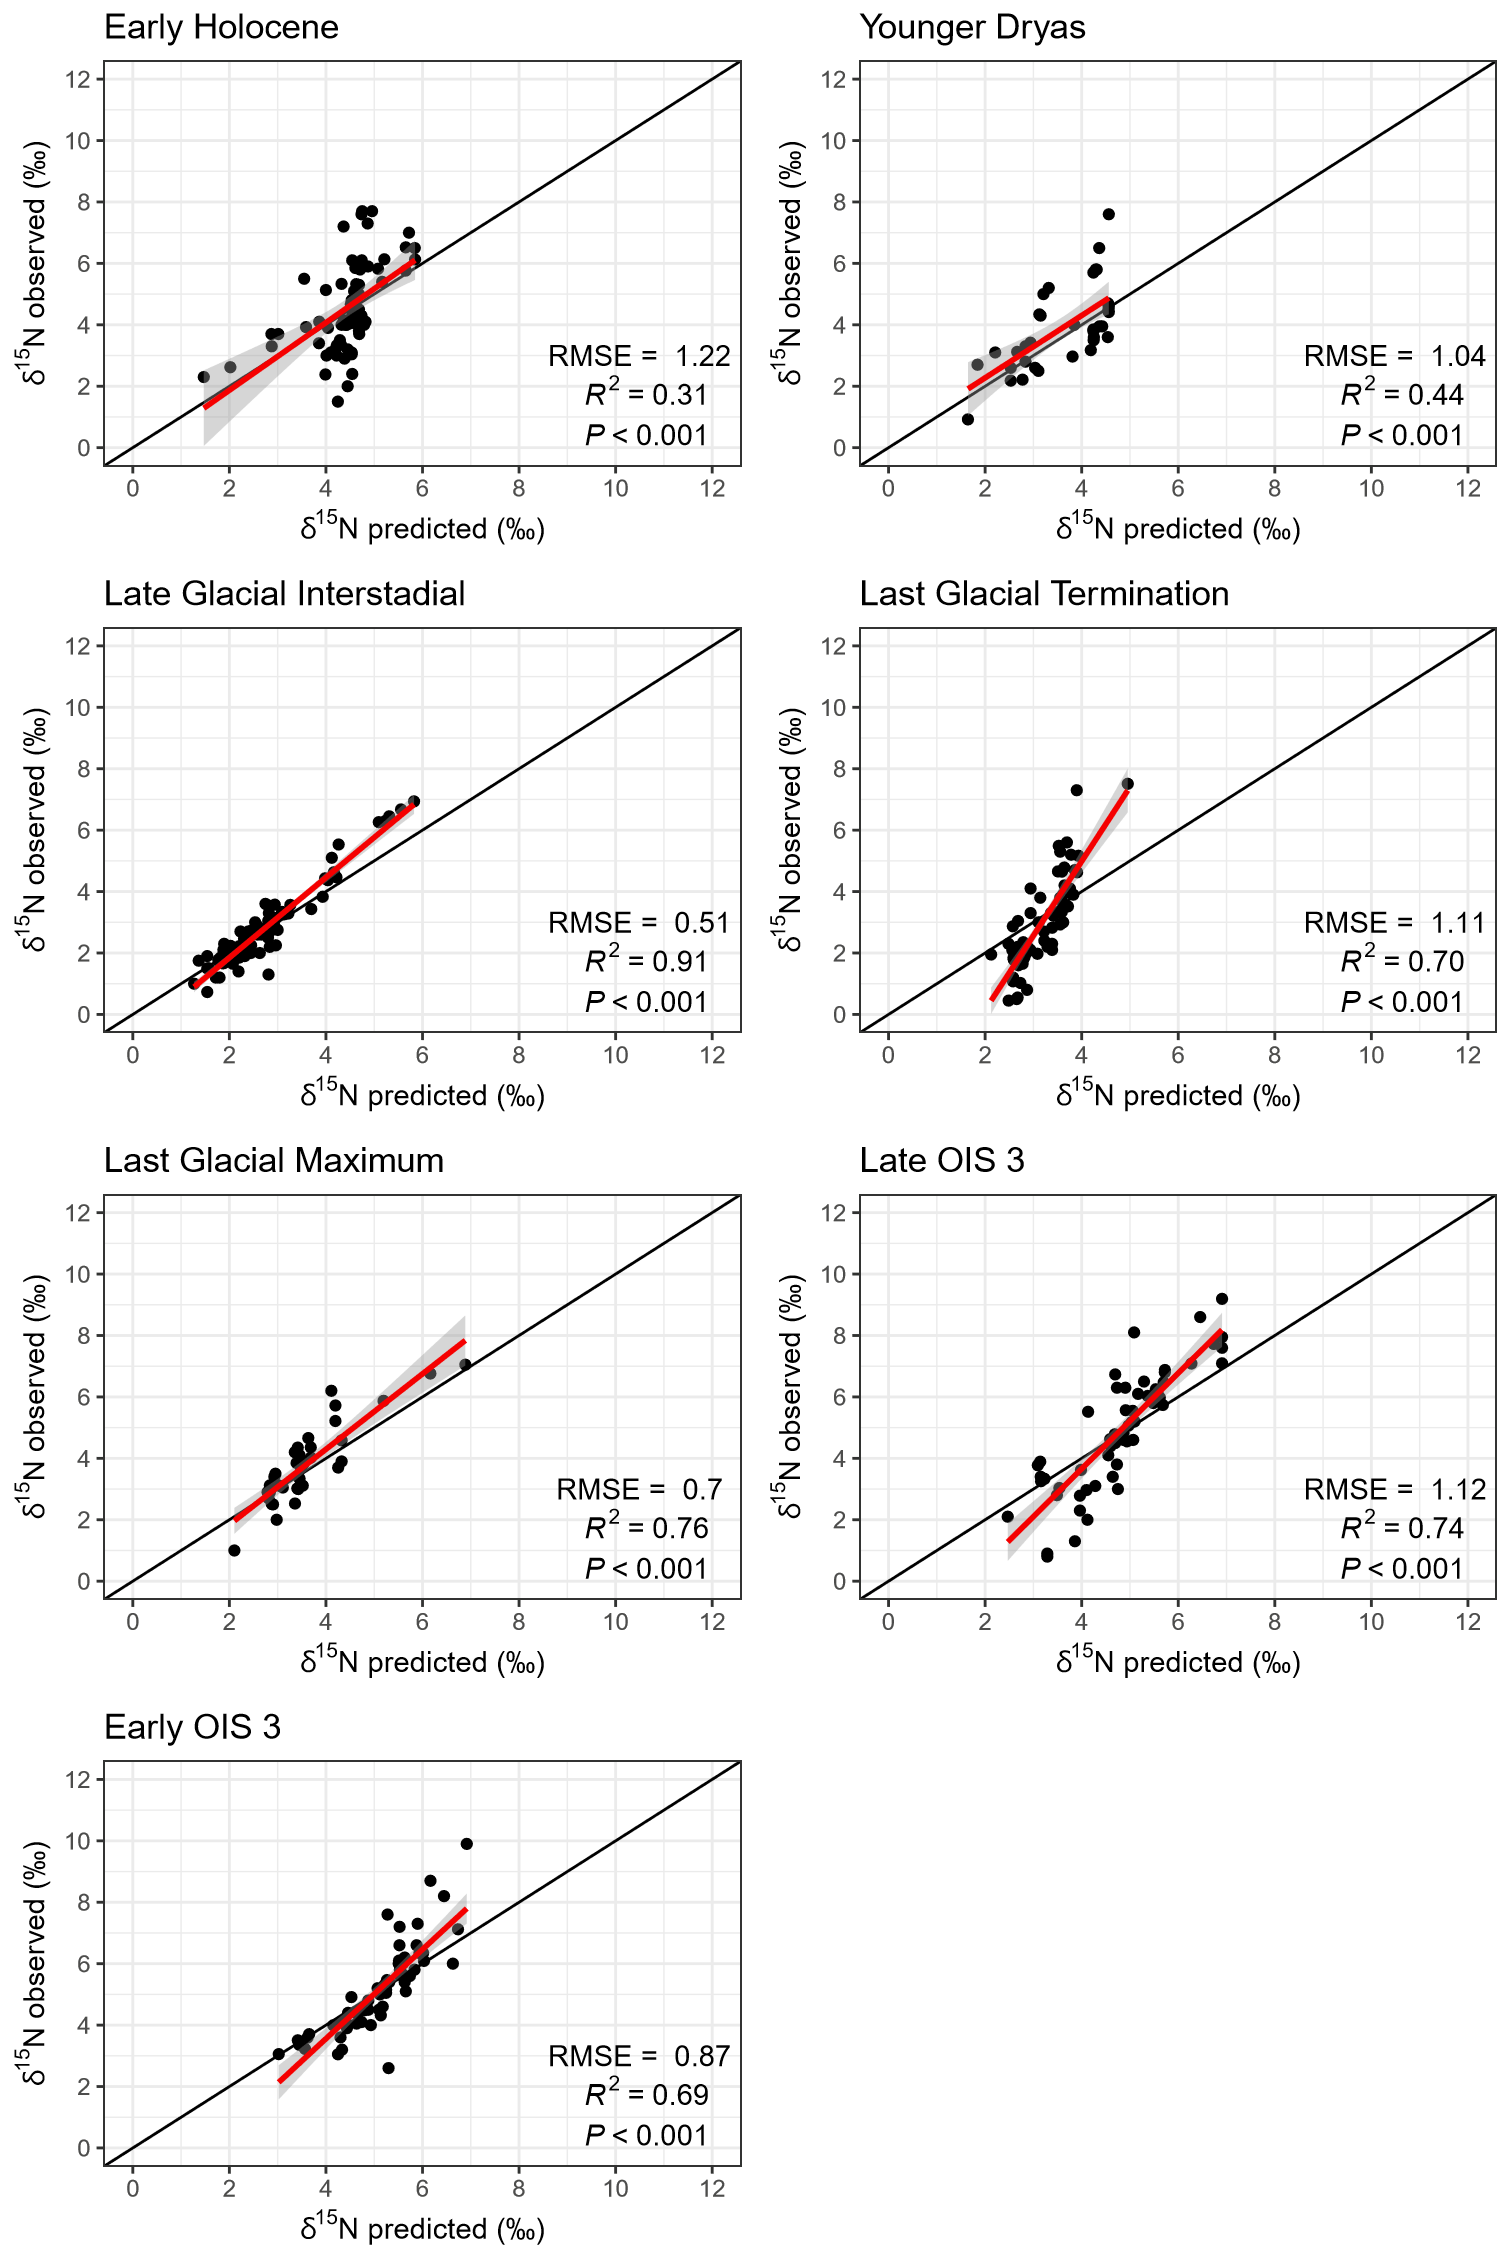 Early Holocene
12
10
8
6
4
2
0
δ15N observed (‰)
RMSE = 1.22
R2 = 0.31
P < 0.001
0 2 4 6 8 10 12
δ15N predicted (‰)
Younger Dryas
12
10
8
6
4
2
0
δ15N observed (‰)
RMSE = 1.04
R2 = 0.44
P < 0.001
0 2 4 6 8 10 12
δ15N predicted (‰)
Late Glacial Interstadial
12
10
8
6
4
2
0
δ15N observed (‰)
RMSE = 0.51
R2 = 0.91
P < 0.001
0 2 4 6 8 10 12
δ15N predicted (‰)
Last Glacial Termination
12
10
8
6
4
2
0
δ15N observed (‰)
RMSE = 1.11
R2 = 0.70
P < 0.001
0 2 4 6 8 10 12
δ15N predicted (‰)
Last Glacial Maximum
12
10
8
6
4
2
0
δ15N observed (‰)
RMSE = 0.7
R2 = 0.76
P < 0.001
0 2 4 6 8 10 12
δ15N predicted (‰)
Late OIS 3
12
10
8
6
4
2
0
δ15N observed (‰)
RMSE = 1.12
R2 = 0.74
P < 0.001
0 2 4 6 8 10 12
δ15N predicted (‰)
Early OIS 3
12
10
8
6
4
2
0
δ15N observed (‰)
RMSE = 0.87
R2 = 0.69
P < 0.001
0 2 4 6 8 10 12
δ15N predicted (‰)